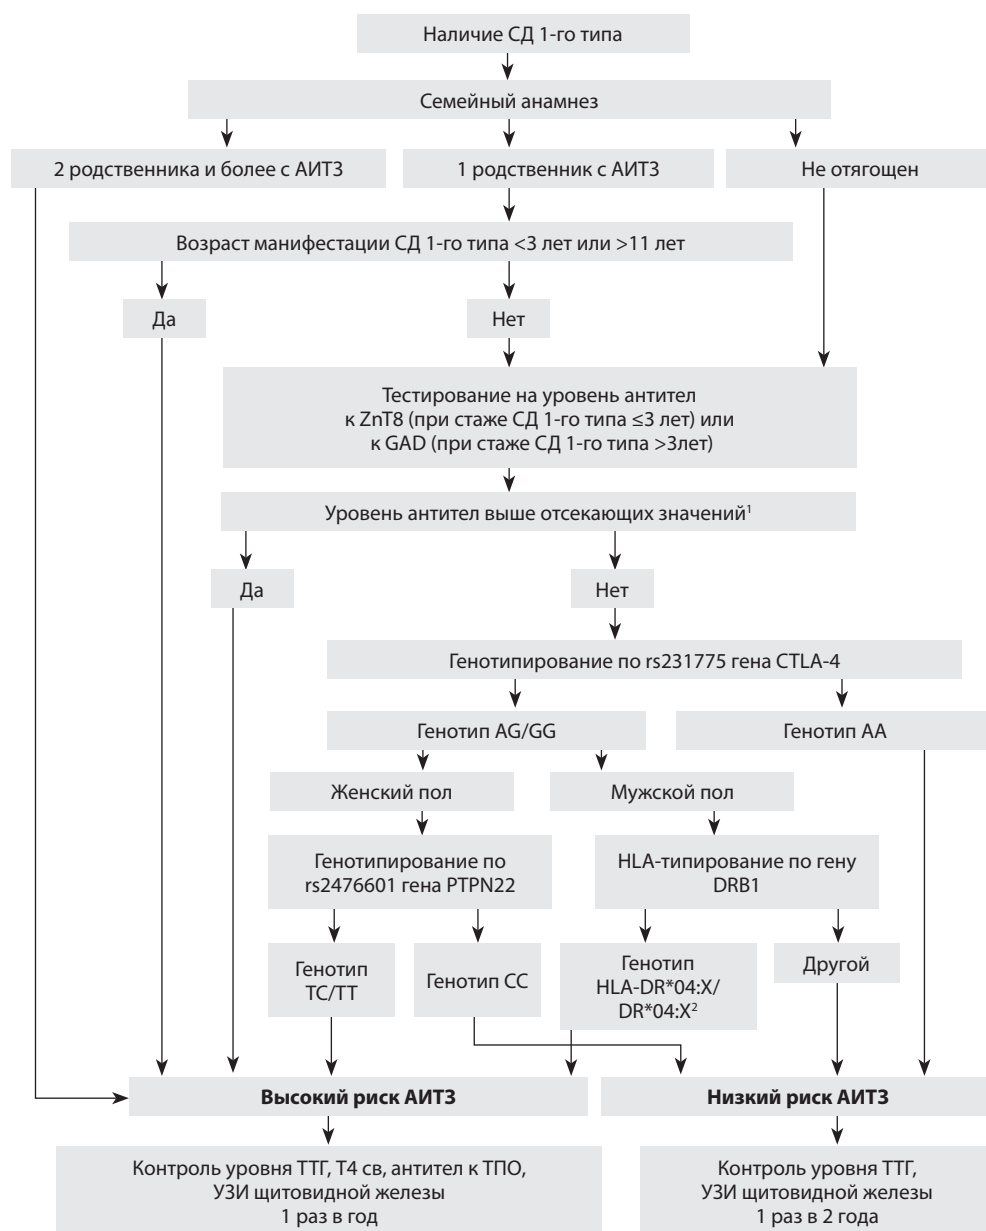 Наличие СД 1-го типа
Семейный анамнез
2 родственника и более с АИТЗ
1 родственник с АИТЗ
Не отягощен
Возраст манифестации СД 1-го типа <3 лет или >11 лет
Да
Нет
Тестирование на уровень антител
к ZnT8 (при стаже СД 1-го типа ≤3 лет) или
к GAD (при стаже СД 1-го типа >3лет)
Уровень антител выше отсекающих значений¹
Да
Нет
Генотипирование по rs231775 гена CTLA-4
Генотип AG/GG
Генотип АА
Женский пол
Мужской пол
Генотипирование по
rs2476601 гена PTPN22
HLA-типирование по гену
DRB1
Генотип
TC/TT
Генотип СС
Генотип
HLA-DR*04:X/
DR*04:X²
Другой
Высокий риск АИТЗ
Низкий риск АИТЗ
Контроль уровня ТТГ, Т4 св, антител к ТПО,
УЗИ щитовидной железы
1 раз в год
Контроль уровня ТТГ,
УЗИ щитовидной железы
1 раз в 2 года